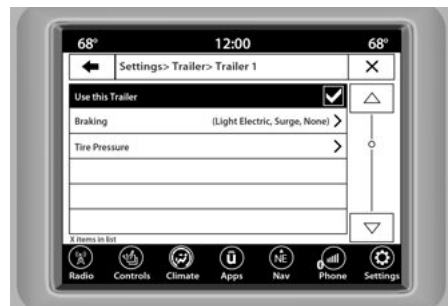 68° 12:00 68°
Settings> Trailer> Trailer 1
Use this Trailer
Braking (Light Electric, Surge, None) >
Tire Pressure >
X items in list
NE
Radio Controls Climate Apps Nav Phone Settings